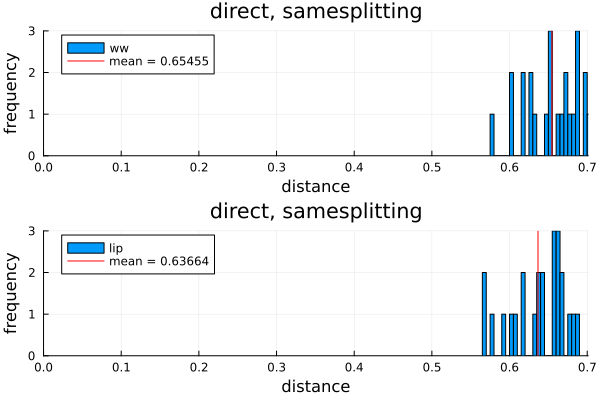 direct, samesplitting
3
ww
mean = 0.65455
2
frequency
1
0
0.0 0.1 0.2 0.3 0.4 0.5 0.6 0.7
distance
direct, samesplitting
3
lip
mean = 0.63664
2
frequency
1
0
0.0 0.1 0.2 0.3 0.4 0.5 0.6 0.7
distance